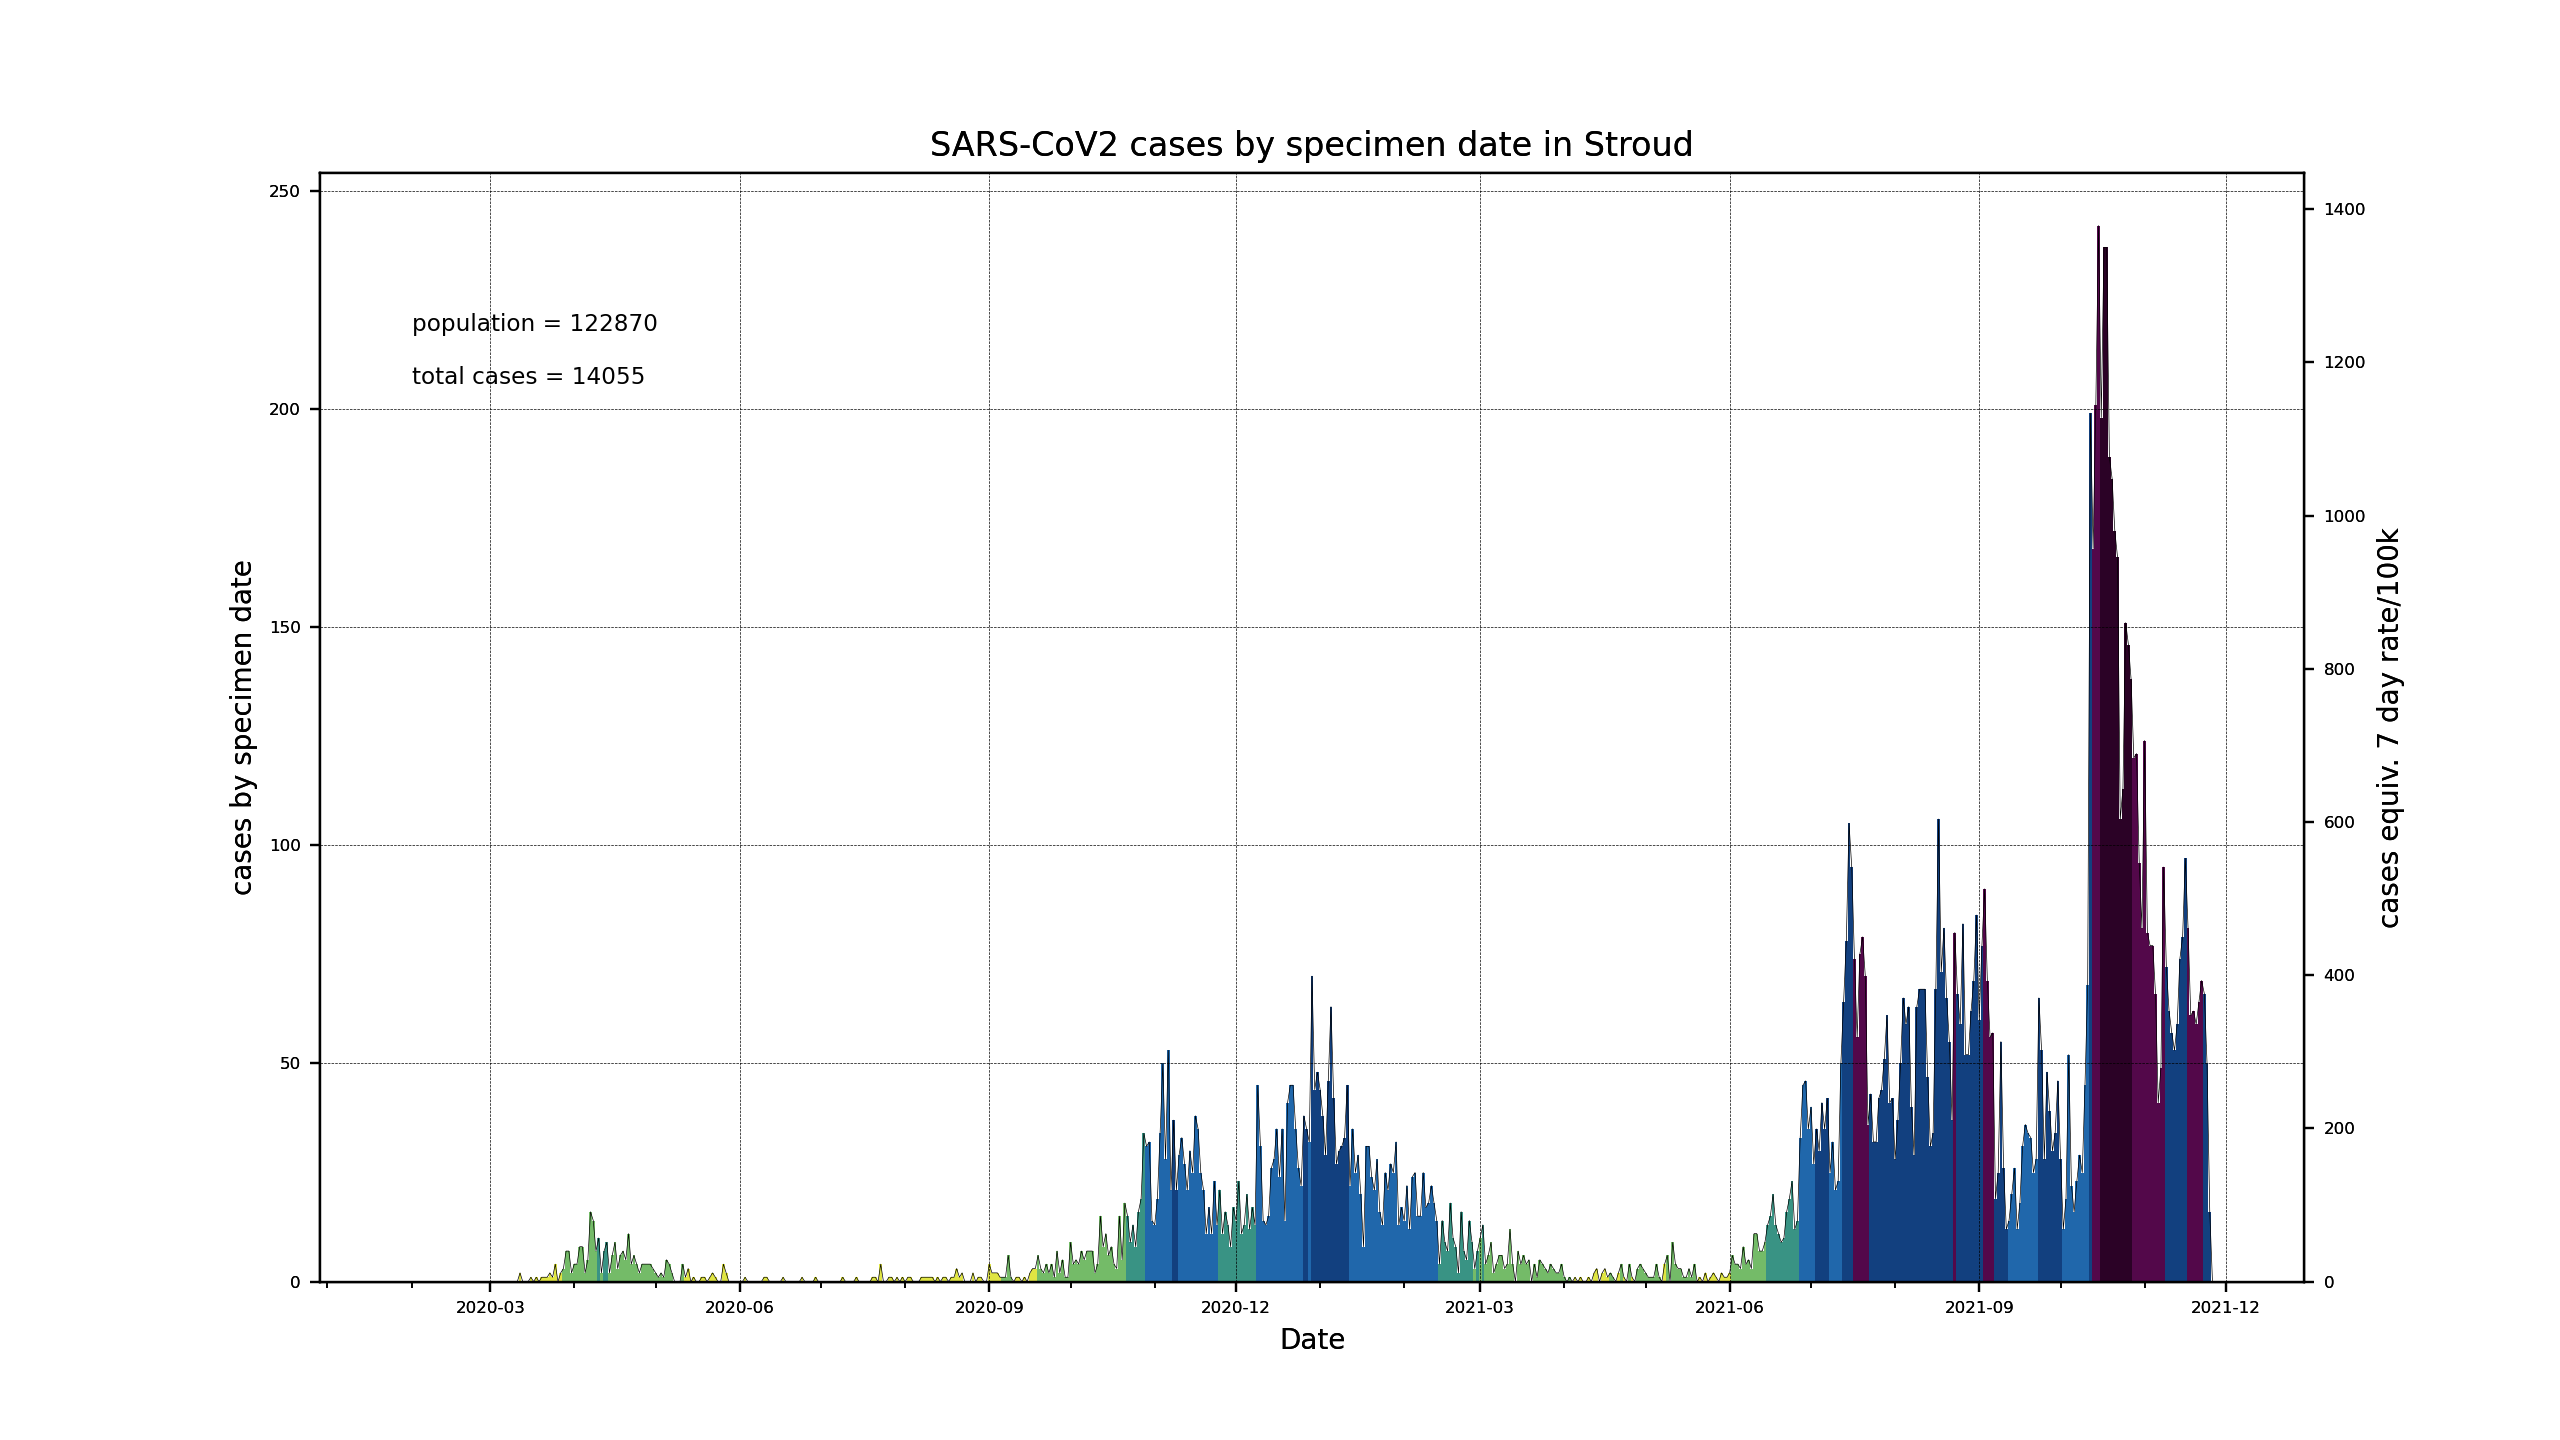 SARS-CoV2 cases by specimen date in Stroud
population = 122870
total cases = 14055
cases by specimen date
250
200
150
100
50
0
1400
1200
1000
800
600
400
200
0
cases equiv. 7 day rate/100k
2020-03 2020-06 2020-09 2020-12 2021-03 2021-06 2021-09 2021-12
Date